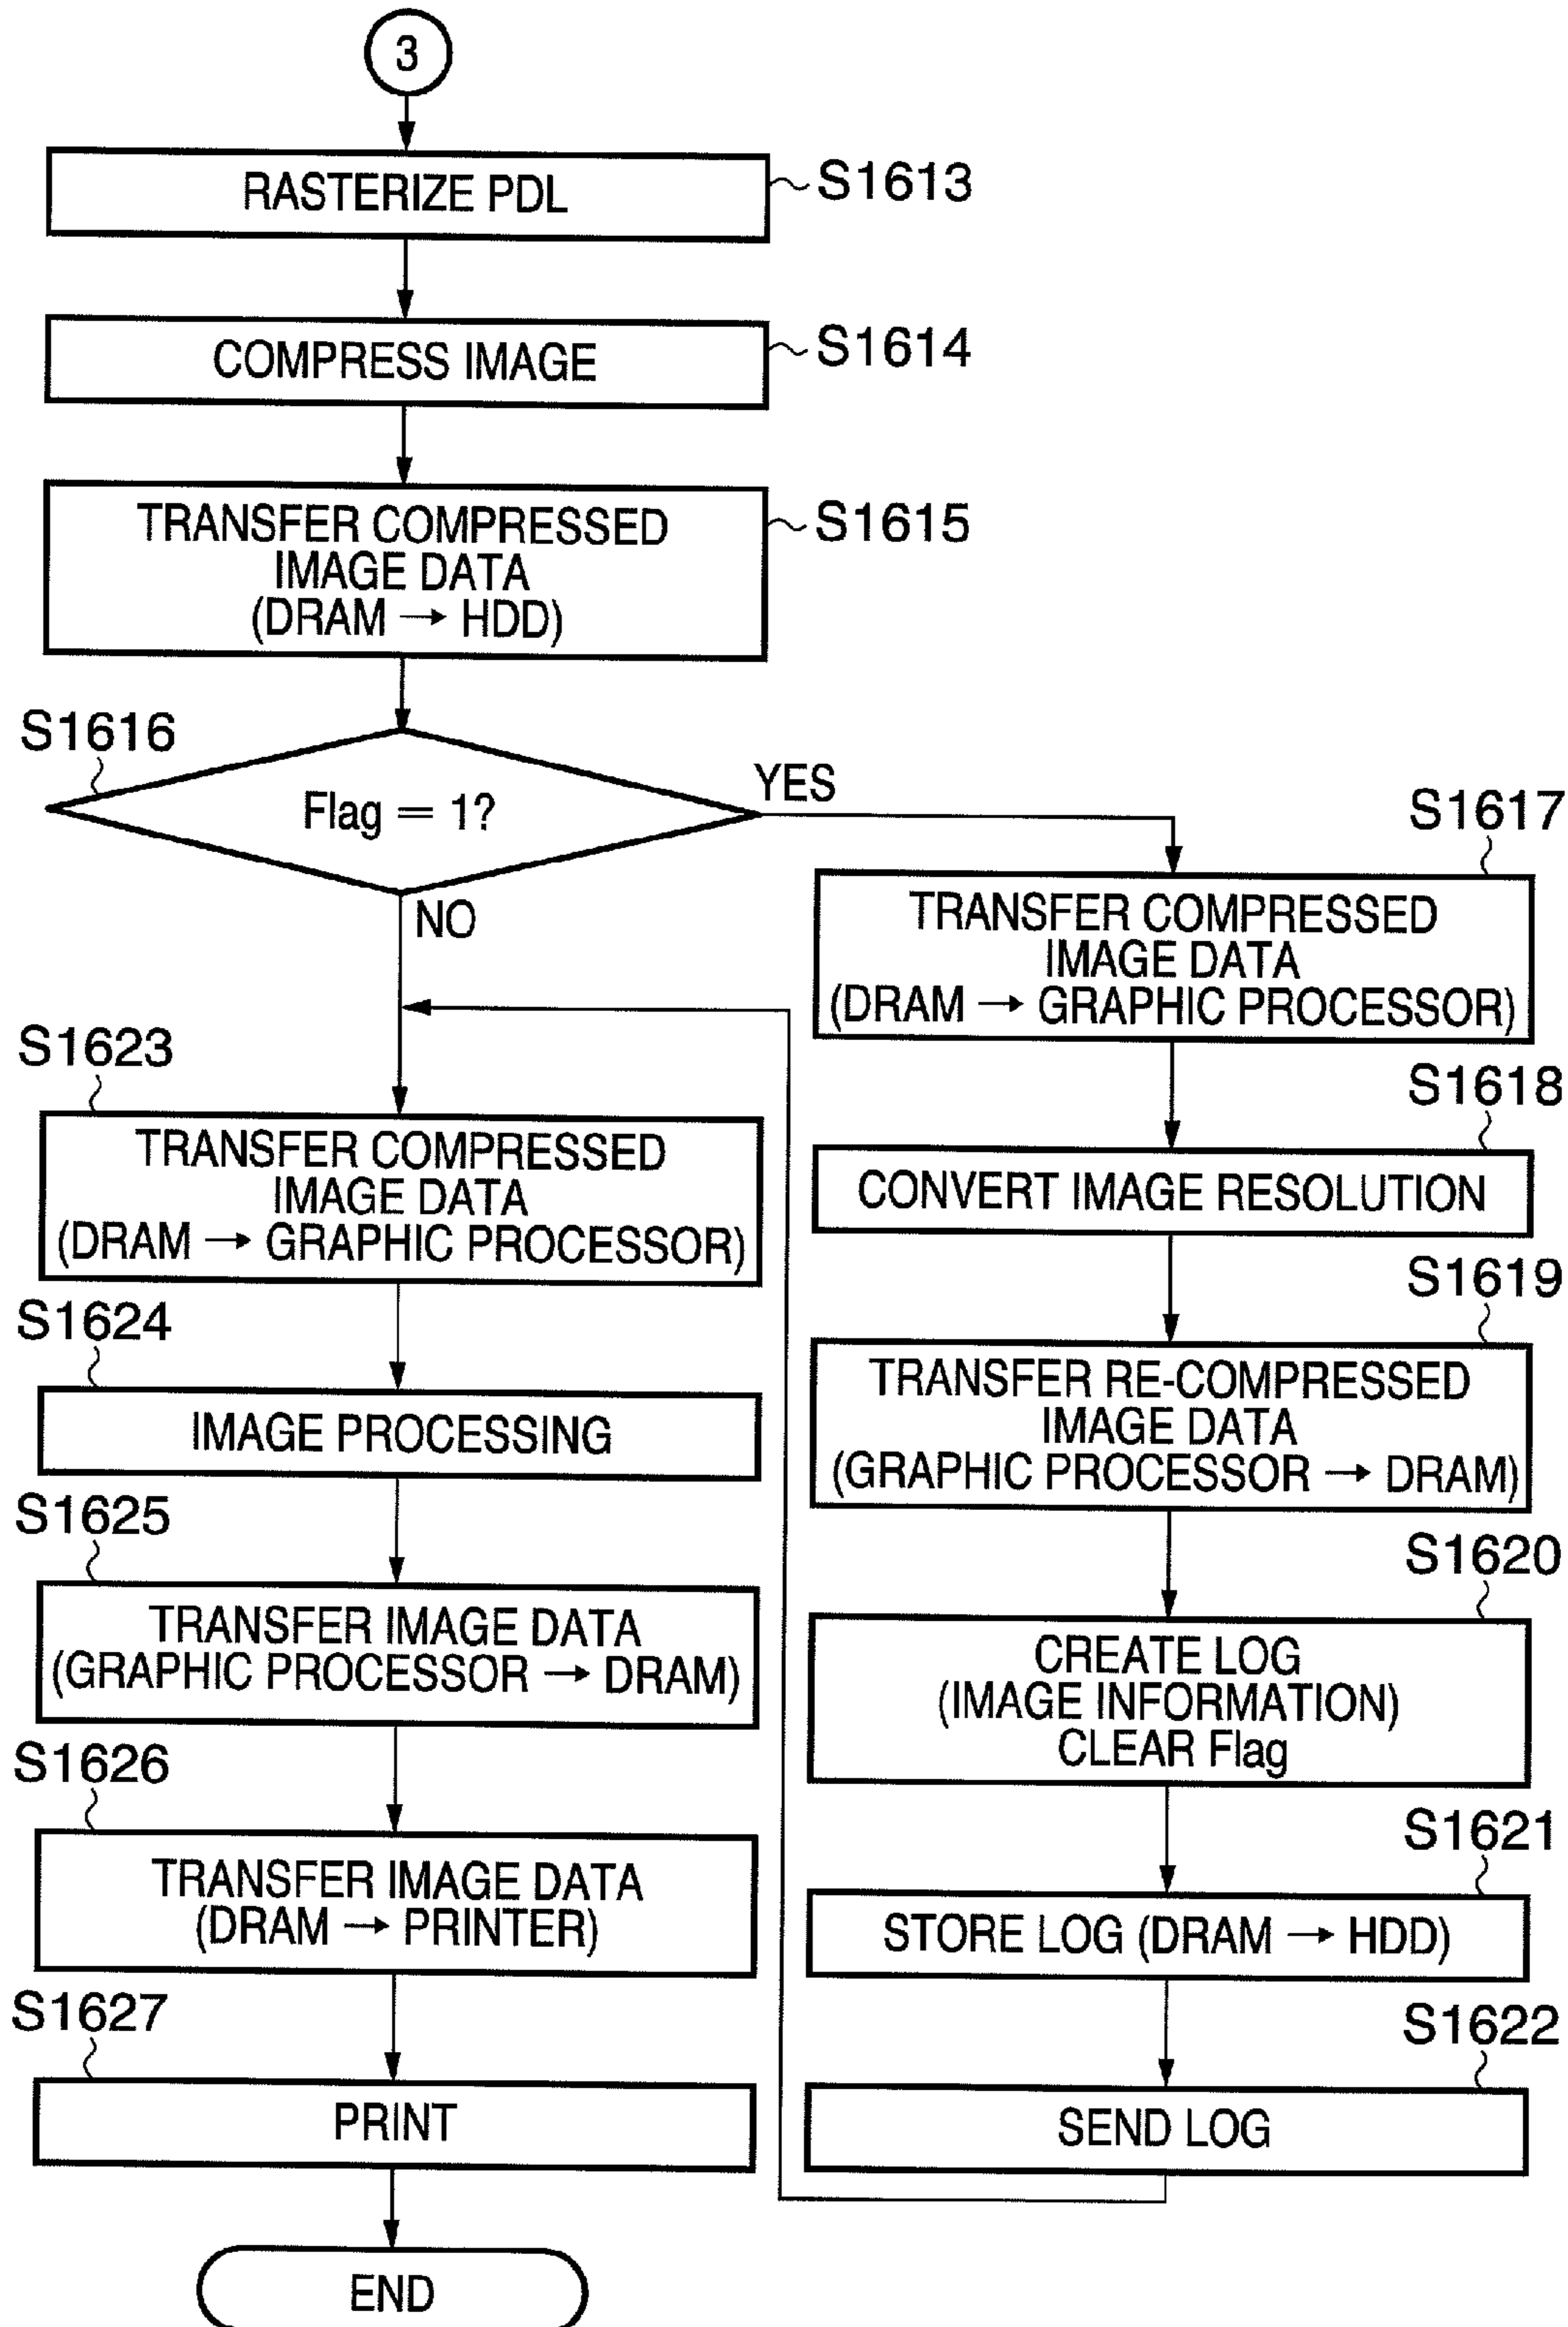 3
RASTERIZE PDL
S1613
COMPRESS IMAGE
S1614
TRANSFER COMPRESSED
IMAGE DATA
(DRAM → HDD)
S1615
S1616
Flag = 1?
YES
NO
S1617
TRANSFER COMPRESSED
IMAGE DATA
(DRAM → GRAPHIC PROCESSOR)
S1618
CONVERT IMAGE RESOLUTION
S1619
TRANSFER RE-COMPRESSED
IMAGE DATA
(GRAPHIC PROCESSOR → DRAM)
S1620
CREATE LOG
(IMAGE INFORMATION)
CLEAR Flag
S1621
STORE LOG (DRAM → HDD)
S1622
SEND LOG
S1623
TRANSFER COMPRESSED
IMAGE DATA
(DRAM → GRAPHIC PROCESSOR)
S1624
IMAGE PROCESSING
S1625
TRANSFER IMAGE DATA
(GRAPHIC PROCESSOR → DRAM)
S1626
TRANSFER IMAGE DATA
(DRAM → PRINTER)
S1627
PRINT
END